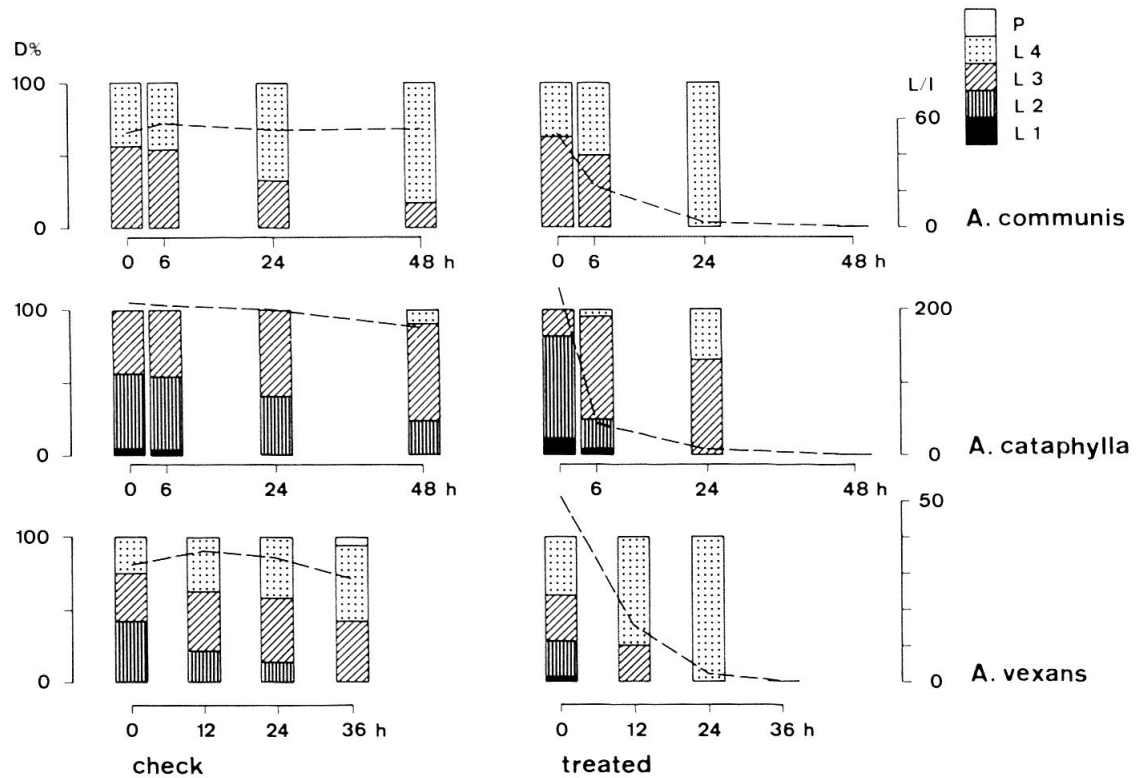 P
L 4
L 3
L 2
L 1
D%
100
0
0 6 24 48 h
0 6 24 48 h
L/l
60
0
A. communis
100
0
0 6 24 48 h
0 6 24 48 h
200
0
A. cataphylla
100
0
0 12 24 36 h
0 12 24 36 h
50
0
A. vexans
check
treated